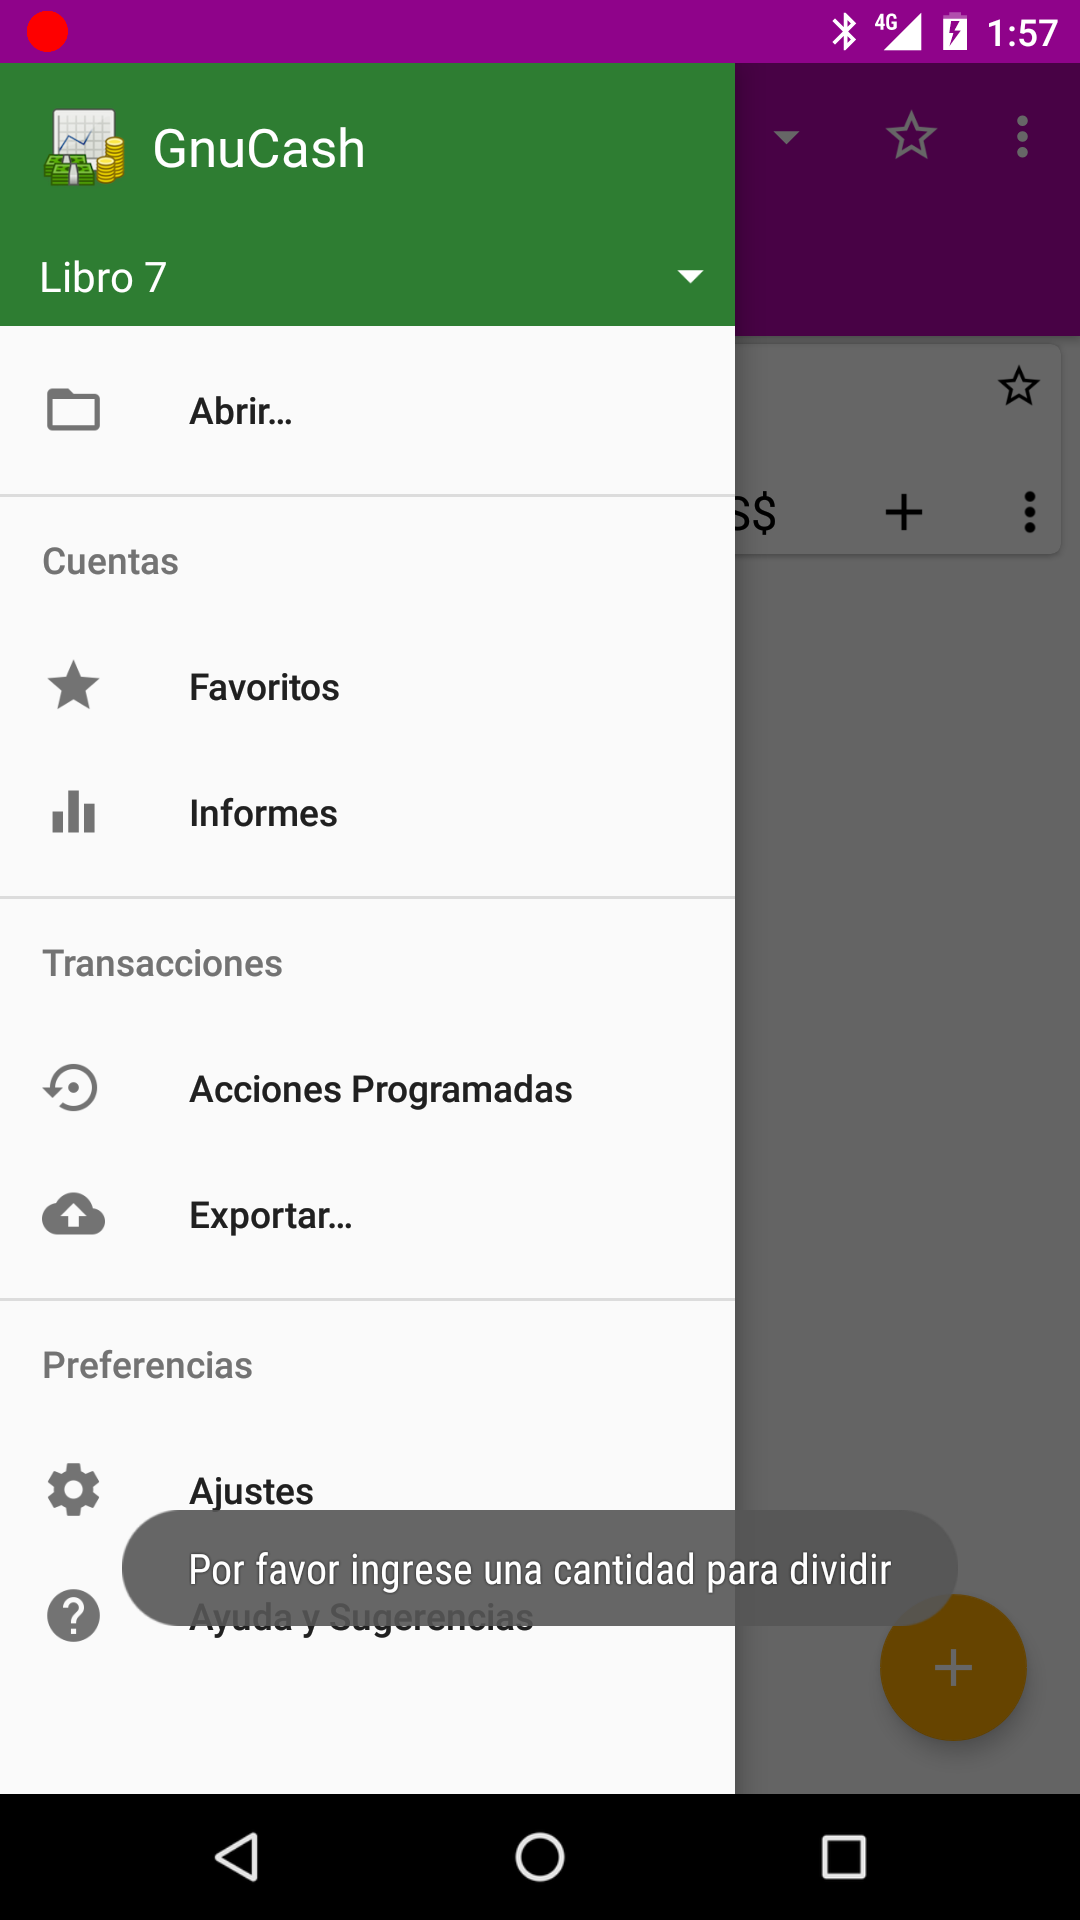 4G 1:57
GnuCash
Libro 7
Abrir...
S$
Cuentas
Favoritos
Informes
Transacciones
Acciones Programadas
Exportar...
Preferencias
Ajustes
Por favor ingrese una cantidad para dividir
Ayuda y Sugerencias